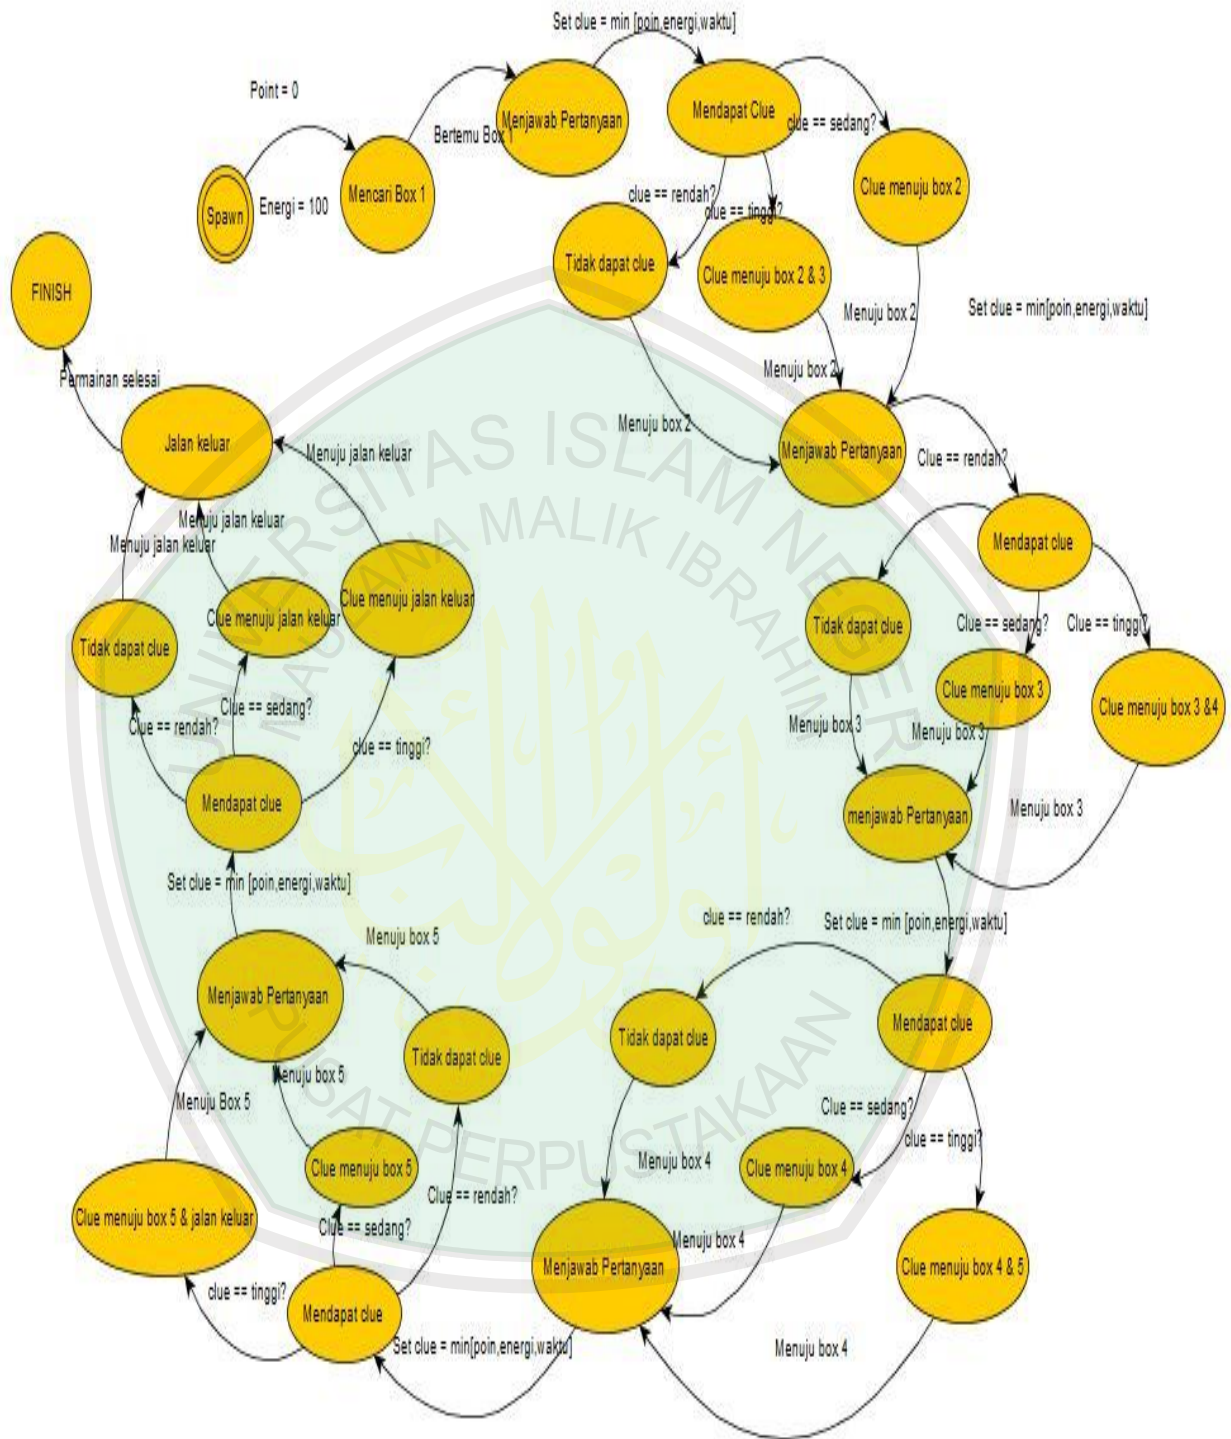 Set clue = min [poin,energi,waktu]
Point = 0
Menjawab Pertanyaan
Mendapat Clue
Bertemu Box 1
clue == sedang?
Mencari Box 1
Clue menuju box 2
Spawn
Energi = 100
clue == rendah?
clue == tinggi?
Tidak dapat clue
Clue menuju box 2 & 3
FINISH
Menuju box 2
Set clue = min[poin,energi,waktu]
Menuju box 2
Permainan selesai
Menuju box 2
Jalan keluar
Menuju jalan keluar
Menjawab Pertanyaan
Clue == rendah?
Menuju jalan keluar
Menuju jalan keluar
Mendapat clue
Clue menuju jalan keluar
Clue menuju jalan keluar
Tidak dapat clue
Tidak dapat clue
Clue == sedang?
Clue == tinggi?
Clue menuju box 3
Clue menuju box 3 &4
Clue == rendah?
Clue == sedang?
clue == tinggi?
Menuju box 3
Menuju box 3
Mendapat clue
menjawab Pertanyaan
Menuju box 3
Set clue = min [poin,energi,waktu]
clue == rendah?
Set clue = min [poin,energi,waktu]
Menuju box 5
Menjawab Pertanyaan
Tidak dapat clue
Mendapat clue
Tidak dapat clue
Menuju box 5
Menuju Box 5
Clue == sedang?
clue == tinggi?
Clue menuju box 5
Menuju box 4
Clue menuju box 4
Clue == rendah?
Clue menuju box 5 & jalan keluar
Clue == sedang?
Menuju box 4
Menjawab Pertanyaan
Clue menuju box 4 & 5
clue == tinggi?
Mendapat clue
Set clue = min[poin,energi,waktu]
Menuju box 4
UNIVERSITAS ISLAM NEGERI
MAULANA MALIK IBRAHIM
PUSAT PERPUSTAKAAN